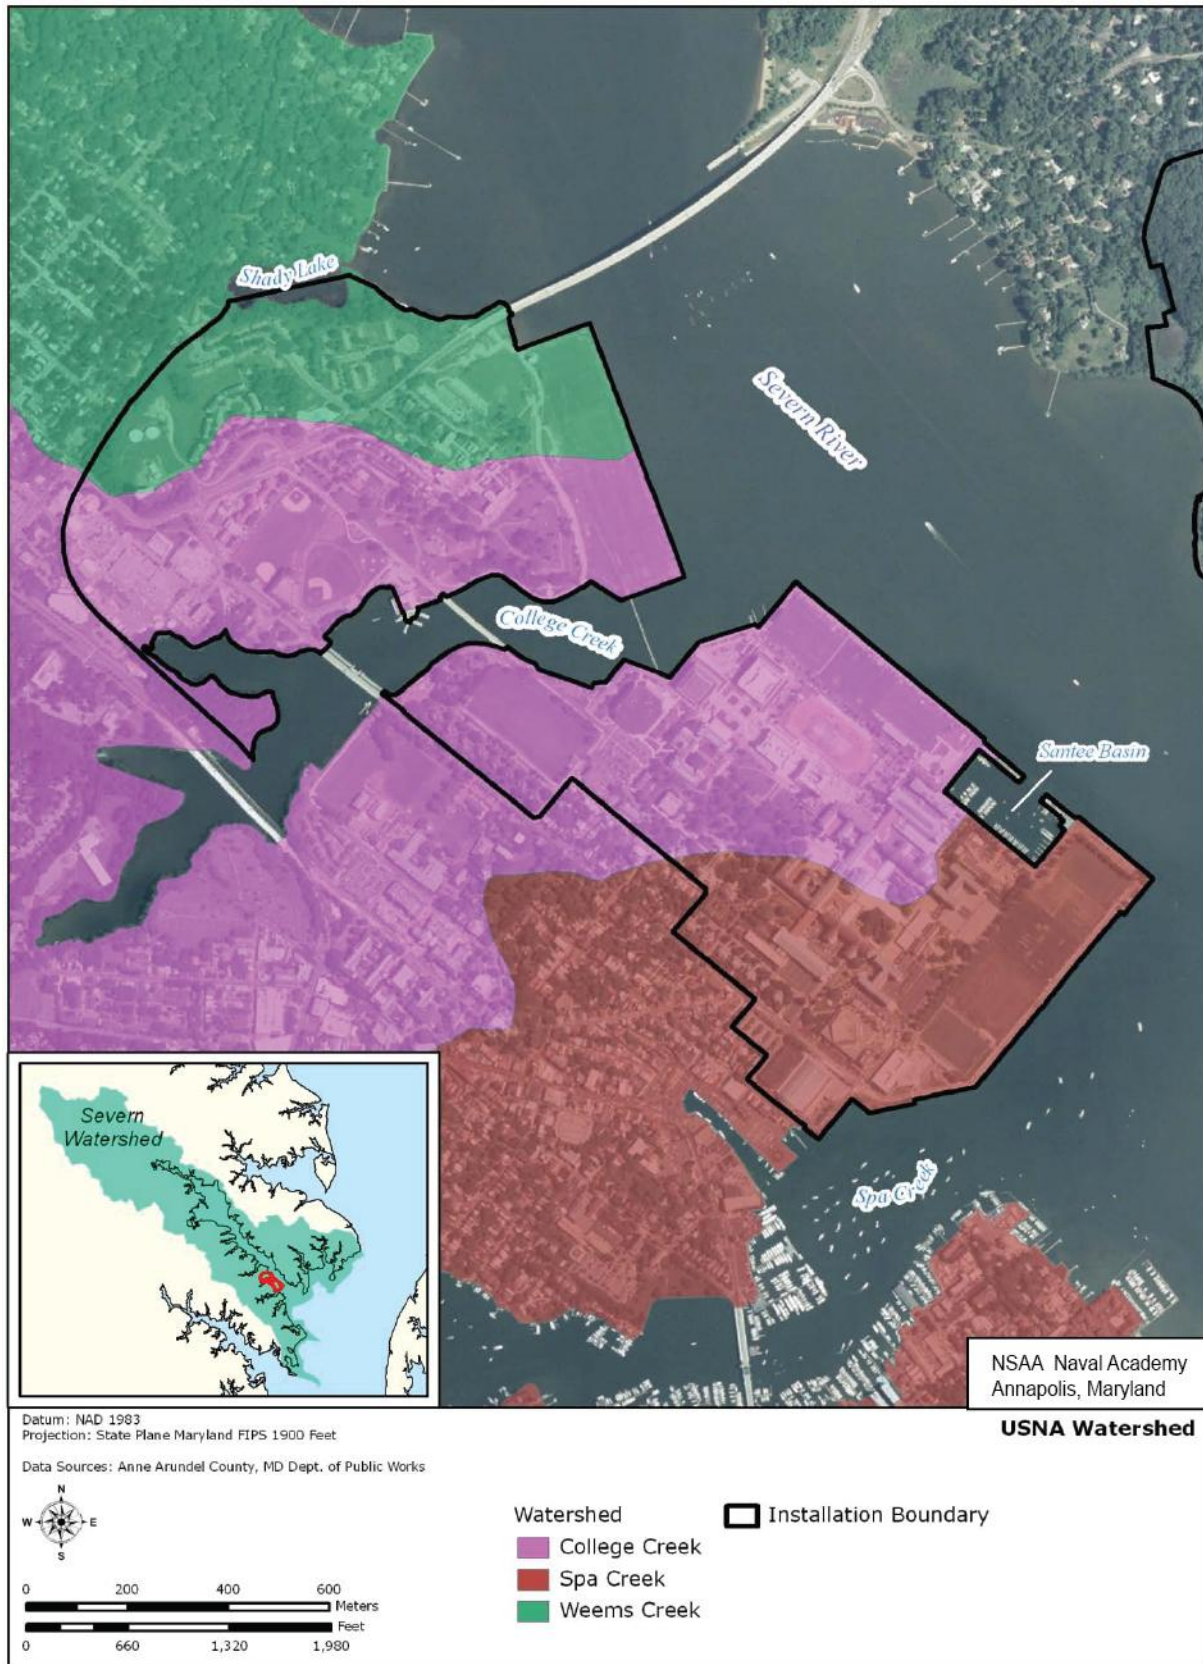 Shady Lake
Severn River
College Creek
Santee Basin
Spa Creek
Severn
Watershed
NSAA Naval Academy
Annapolis, Maryland
USNA Watershed
Datum: NAD 1983
Projection: State Plane Maryland FIPS 1900 Feet
Data Sources: Anne Arundel County, MD Dept. of Public Works
N
W E
S
0 200 400 600
Meters
Feet
0 660 1,320 1,980
Watershed
College Creek
Spa Creek
Weems Creek
Installation Boundary